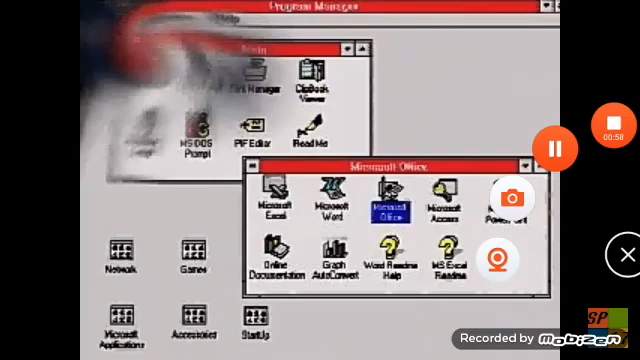 Program Manager
Main
Print Manager
ClipBook
Viewer
MS-DOS
Prompt
PIF Editor
Read Me
Microsoft Office
Microsoft
Excel
Microsoft
Word
Microsoft
Office
Microsoft
Access
Online
Documentation
Graph
AutoConvert
Word Readme
Help
MS Excel
Readme
Network
Games
Microsoft
Applications
Accessories
StartUp
00:58
Recorded by MOBIZEN
SP